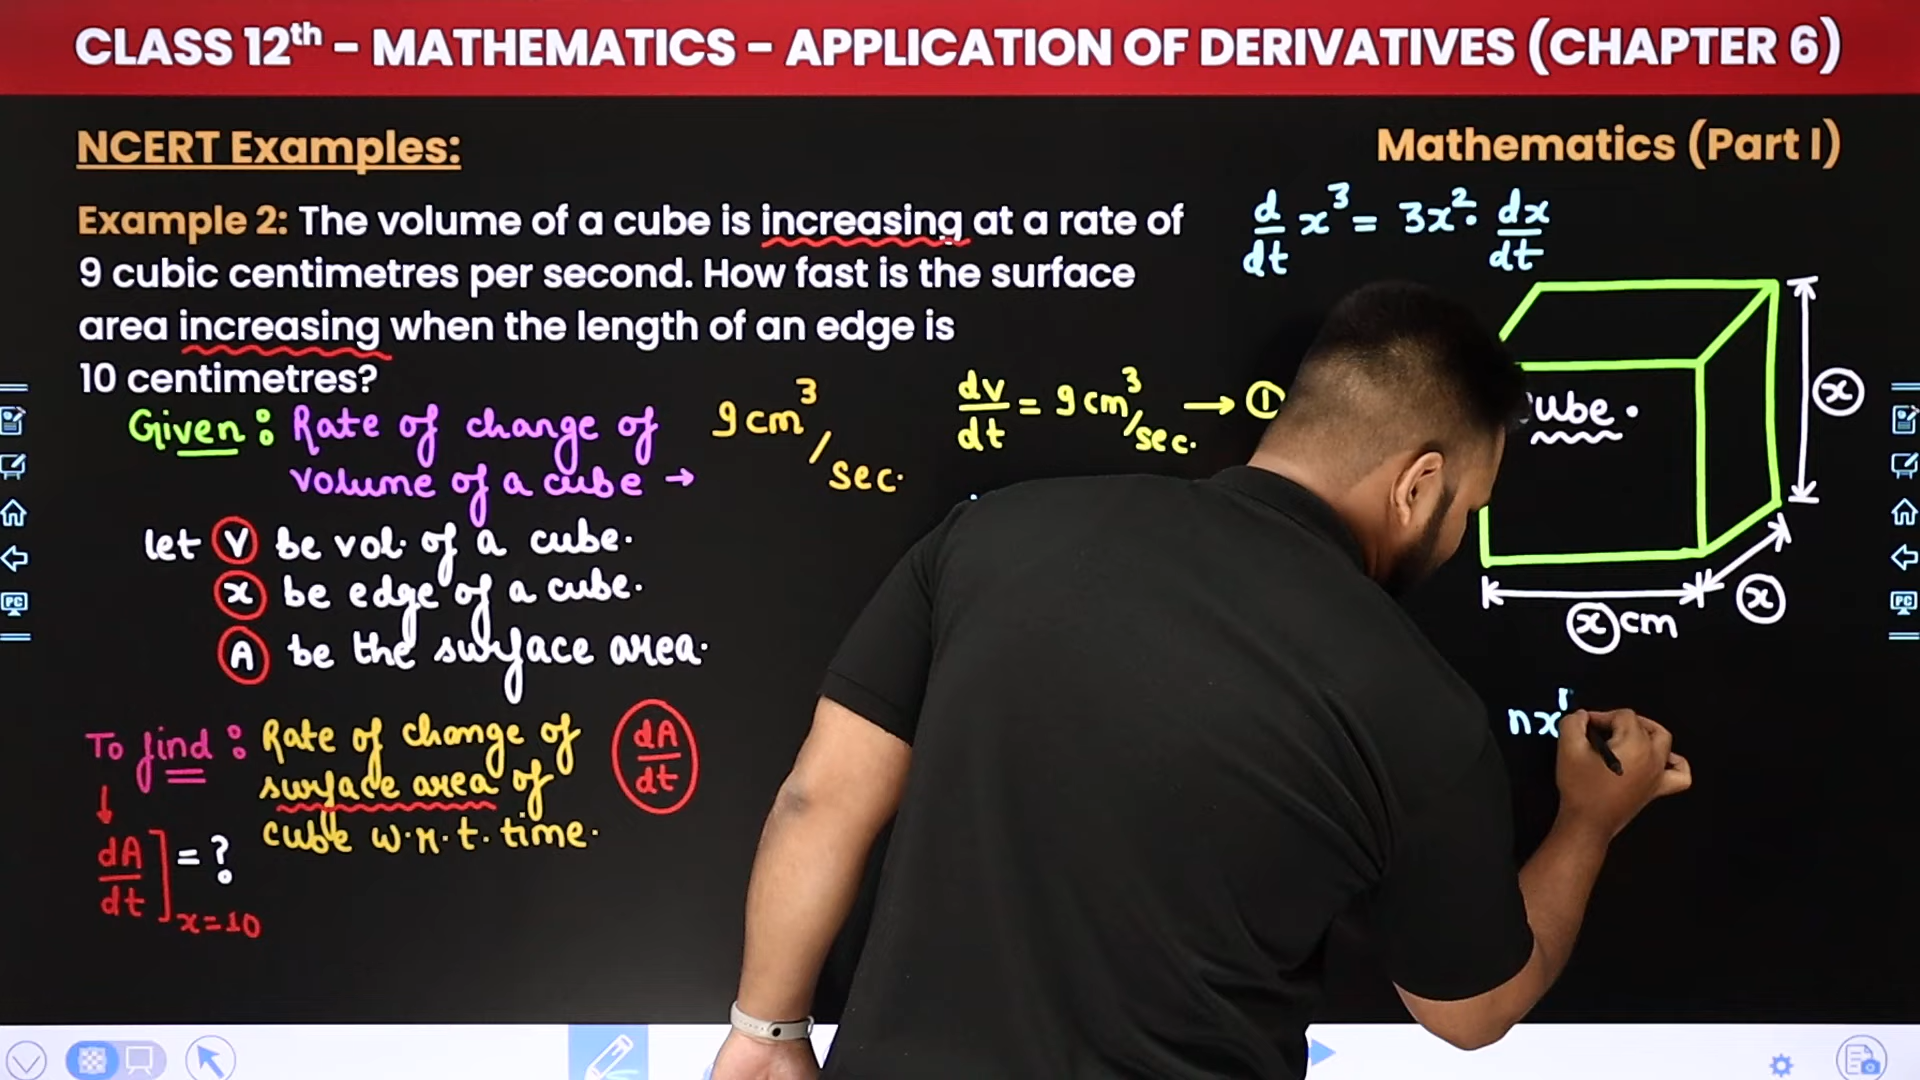 CLASS 12th – MATHEMATICS – APPLICATION OF DERIVATIVES (CHAPTER 6)
NCERT Examples:
Mathematics (Part I)
Example 2: The volume of a cube is increasing at a rate of
9 cubic centimetres per second. How fast is the surface
area increasing when the length of an edge is
10 centimetres?
d/dt x³ = 3x² · dx/dt
Given : Rate of change of
volume of a cube → 9 cm³/sec.
dv/dt = 9 cm³/sec. → ①
ube.
x
x
x cm
let V be vol. of a cube.
x be edge of a cube.
A be the surface area.
To find : Rate of change of
surface area of
cube w.r.t. time.
dA/dt
dA/dt]x=10 = ?
nx
PC
PC